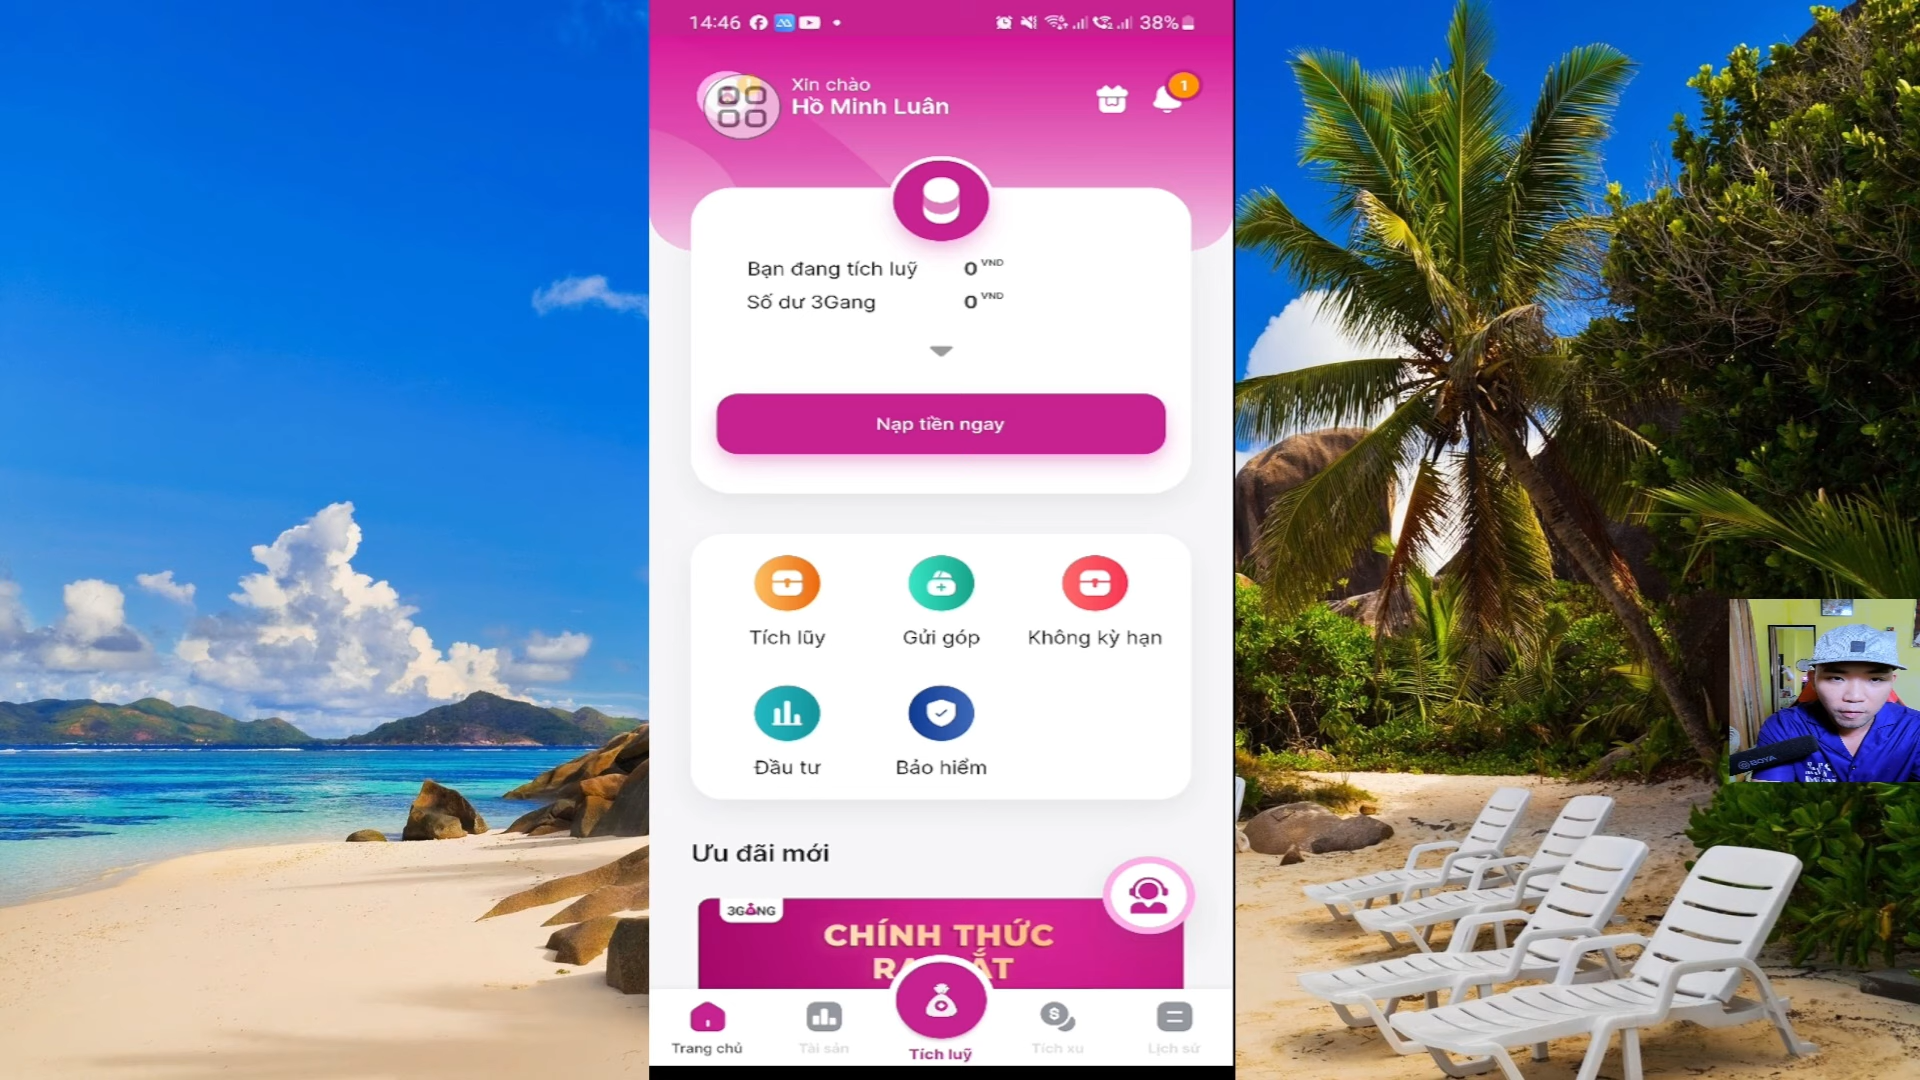 14:46
38%
1
Xin chào
Hồ Minh Luân
Bạn đang tích luỹ 0 VND
Số dư 3Gang 0 VND
Nạp tiền ngay
Tích lũy
Gửi góp
Không kỳ hạn
Đầu tư
Bảo hiểm
Ưu đãi mới
3GANG
CHÍNH THỨC
Trang chủ
Tài sản
Tích luỹ
Tích xu
Lịch sử
BOYA